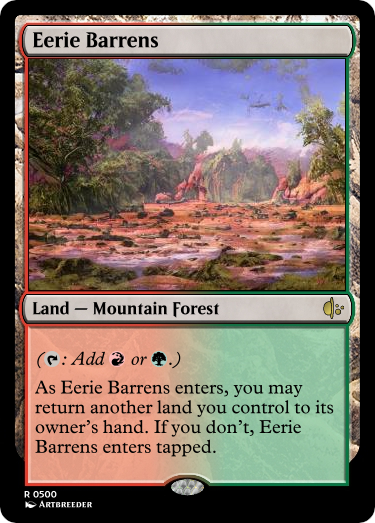 Eerie Barrens
Land — Mountain Forest
(: Add  or .)
As Eerie Barrens enters, you may
return another land you control to its
owner's hand. If you don't, Eerie
Barrens enters tapped.
R 0500
Artbreeder